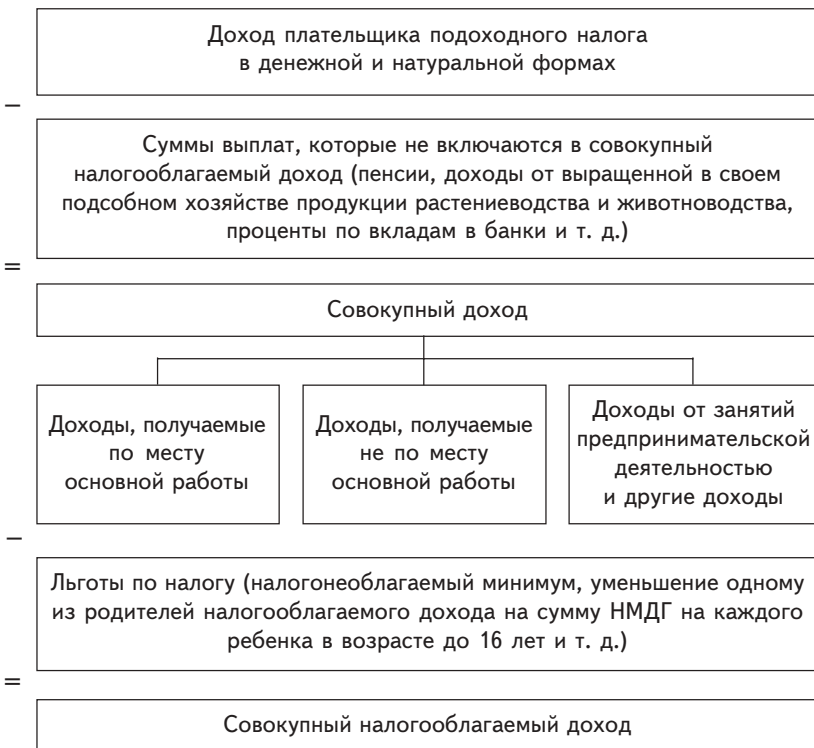 Доход плательщика подоходного налога
в денежной и натуральной формах
–
Суммы выплат, которые не включаются в совокупный
налогооблагаемый доход (пенсии, доходы от выращенной в своем
подсобном хозяйстве продукции растениеводства и животноводства,
проценты по вкладам в банки и т. д.)
=
Совокупный доход
Доходы, получаемые
по месту
основной работы
Доходы, получаемые
не по месту
основной работы
Доходы от занятий
предпринимательской
деятельностью
и другие доходы
–
Льготы по налогу (налогонеоблагаемый минимум, уменьшение одному
из родителей налогооблагаемого дохода на сумму НМДГ на каждого
ребенка в возрасте до 16 лет и т. д.)
=
Совокупный налогооблагаемый доход